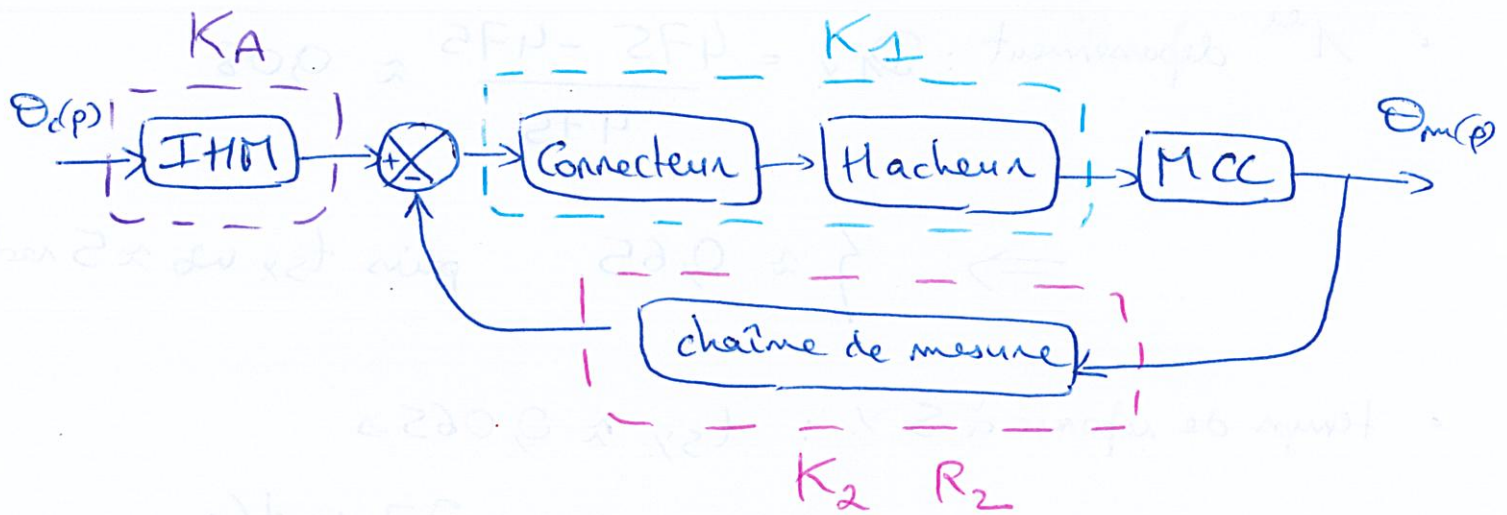 KA
K1
Θc(p)
IHM
+
-
Connecteur
Hacheur
MCC
Θm(p)
chaîne de mesure
K2 R2